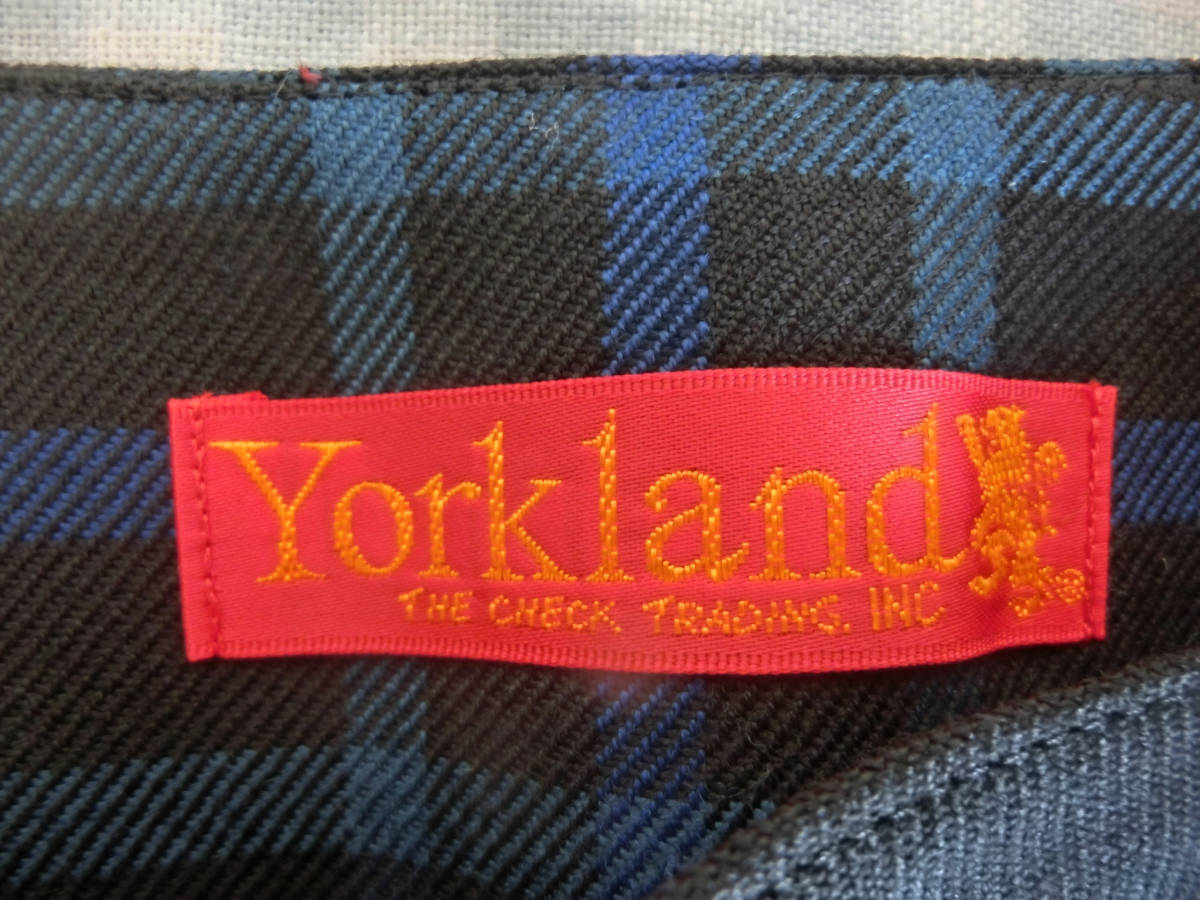 Yorkland
THE CHECK TRADING. INC